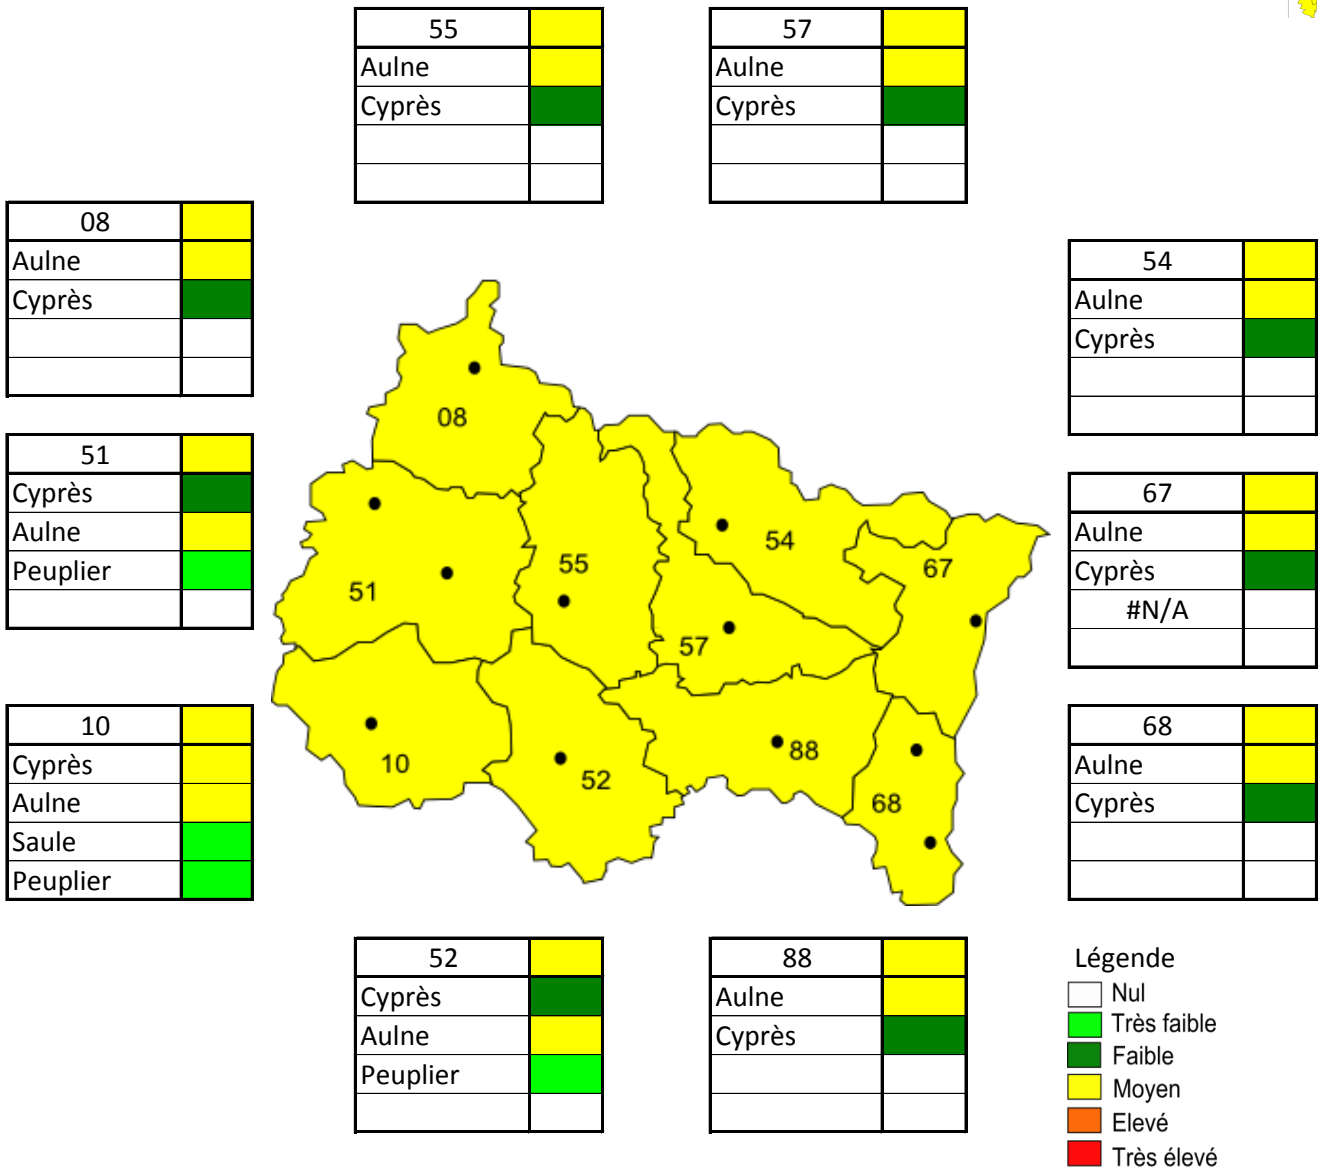 55
Aulne
Cyprès
57
Aulne
Cyprès
08
Aulne
Cyprès
54
Aulne
Cyprès
51
Cyprès
Aulne
Peuplier
67
Aulne
Cyprès
#N/A
10
Cyprès
Aulne
Saule
Peuplier
68
Aulne
Cyprès
08
54
55
67
51
57
88
10
52
68
52
Cyprès
Aulne
Peuplier
88
Aulne
Cyprès
Légende
Nul
Très faible
Faible
Moyen
Elevé
Très élevé